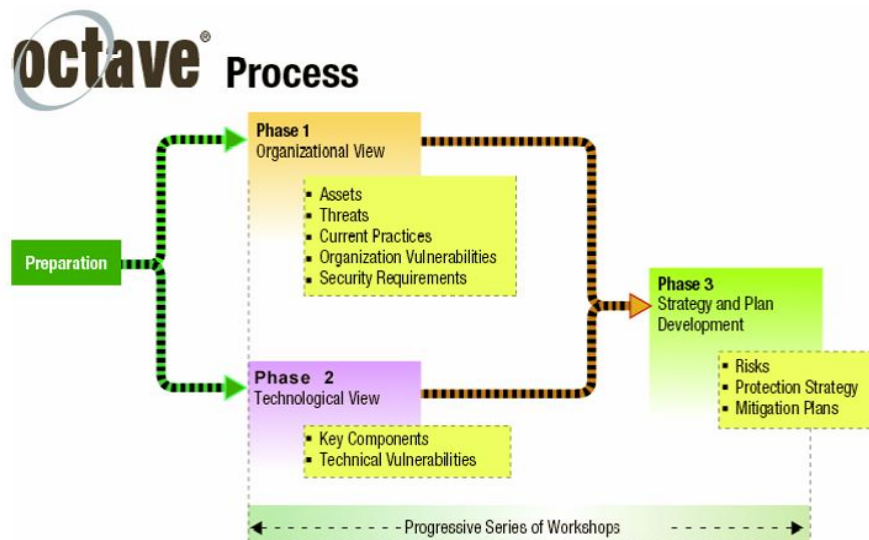 octave® Process
Phase 1
Organizational View
▪ Assets
▪ Threats
▪ Current Practices
▪ Organization Vulnerabilities
▪ Security Requirements
Preparation
Phase 3
Strategy and Plan
Development
▪ Risks
▪ Protection Strategy
▪ Mitigation Plans
Phase 2
Technological View
▪ Key Components
▪ Technical Vulnerabilities
Progressive Series of Workshops